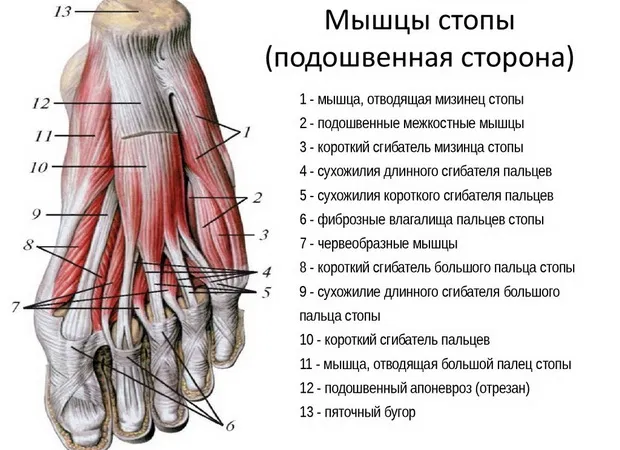 Мышцы стопы
(подошвенная сторона)
1 - мышца, отводящая мизинец стопы
2 - подошвенные межкостные мышцы
3 - короткий сгибатель мизинца стопы
4 - сухожилия длинного сгибателя пальцев
5 - сухожилия короткого сгибателя пальцев
6 - фиброзные влагалища пальцев стопы
7 - червеобразные мышцы
8 - короткий сгибатель большого пальца стопы
9 - сухожилие длинного сгибателя большого
пальца стопы
10 - короткий сгибатель пальцев
11 - мышца, отводящая большой палец стопы
12 - подошвенный апоневроз (отрезан)
13 - пяточный бугор
13
12
11
1
10
2
9
3
8
4
5
7
6